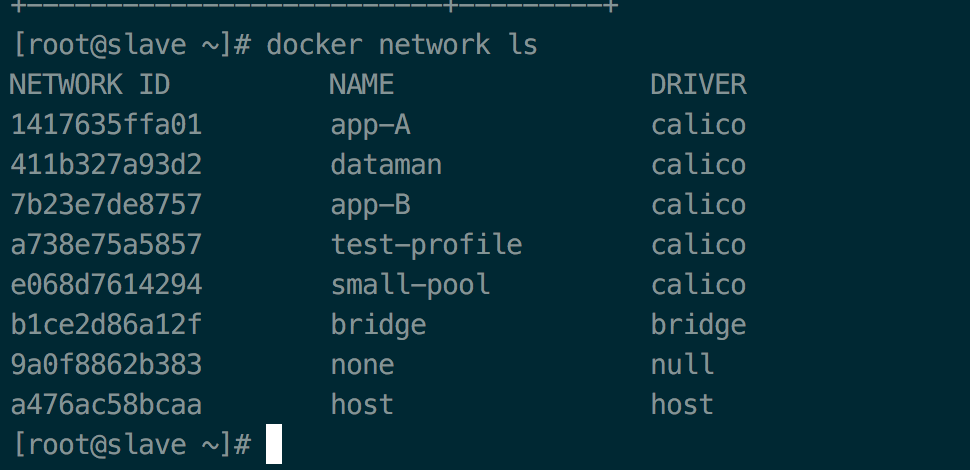 +--------------------------+---------+
[root@slave ~]# docker network ls
NETWORK ID          NAME                DRIVER
1417635ffa01        app-A               calico
411b327a93d2        dataman             calico
7b23e7de8757        app-B               calico
a738e75a5857        test-profile        calico
e068d7614294        small-pool          calico
b1ce2d86a12f        bridge              bridge
9a0f8862b383        none                null
a476ac58bcaa        host                host
[root@slave ~]#